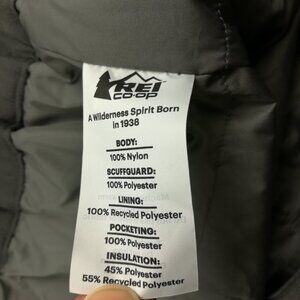 REI
CO·OP
A Wilderness Spirit Born
in 1938
BODY:
100% Nylon
SCUFFGUARD:
100% Polyester
LINING:
100% Recycled Polyester
POCKETING:
100% Polyester
INSULATION:
45% Polyester
55% Recycled Polyester